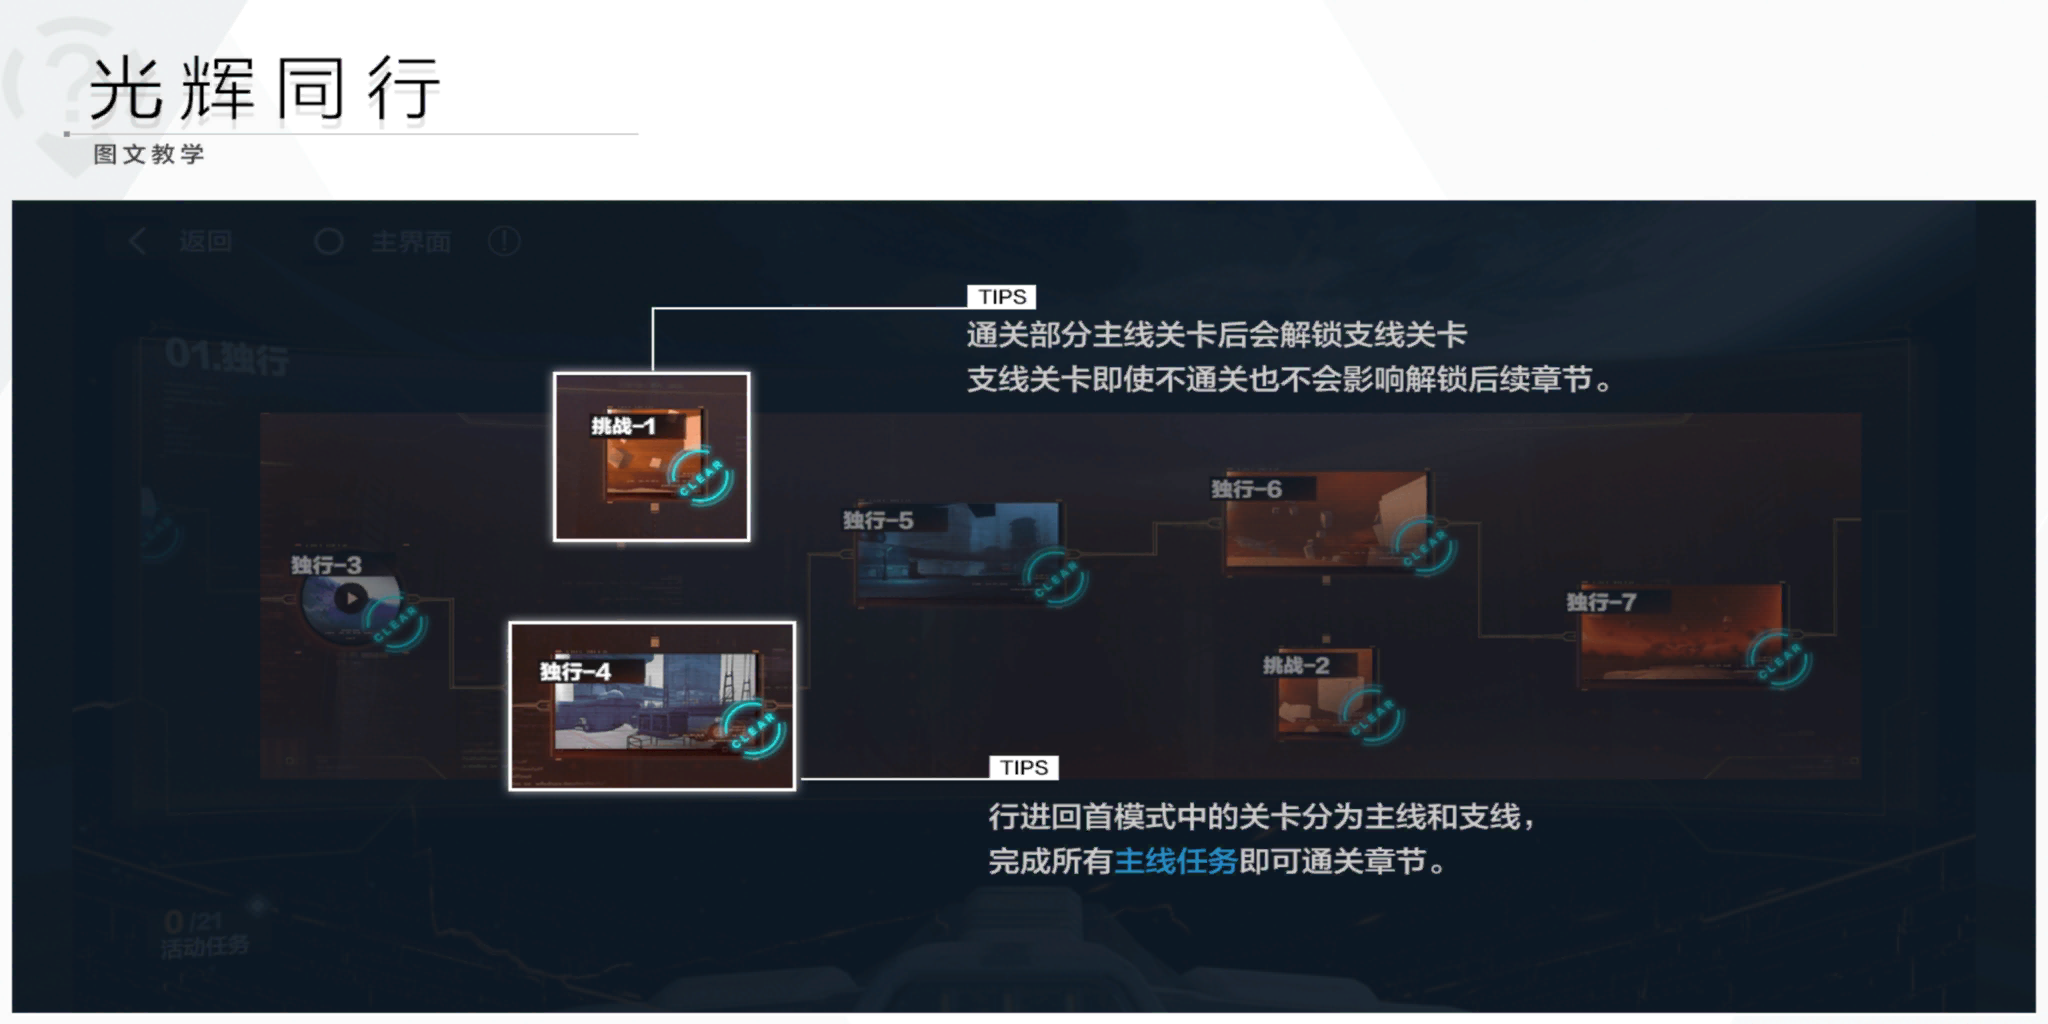 光辉同行
图文教学
返回
主界面
01.独行
TIPS
通关部分主线关卡后会解锁支线关卡
支线关卡即使不通关也不会影响解锁后续章节。
挑战-1
CLEAR
独行-3
CLEAR
独行-4
CLEAR
独行-5
CLEAR
独行-6
CLEAR
挑战-2
CLEAR
独行-7
CLEAR
TIPS
行进回首模式中的关卡分为主线和支线，
完成所有主线任务即可通关章节。
0/21
活动任务